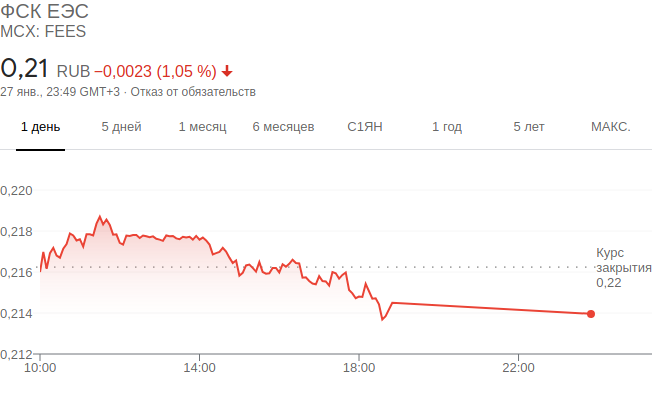 ФСК ЕЭС
MCX: FEES
0,21 RUB −0,0023 (1,05 %)
27 янв., 23:49 GMT+3 · Отказ от обязательств
1 день 5 дней 1 месяц 6 месяцев С1ЯН 1 год 5 лет МАКС.
0,220
0,218
0,216
0,214
0,212
Курс
закрытия
0,22
10:00 14:00 18:00 22:00